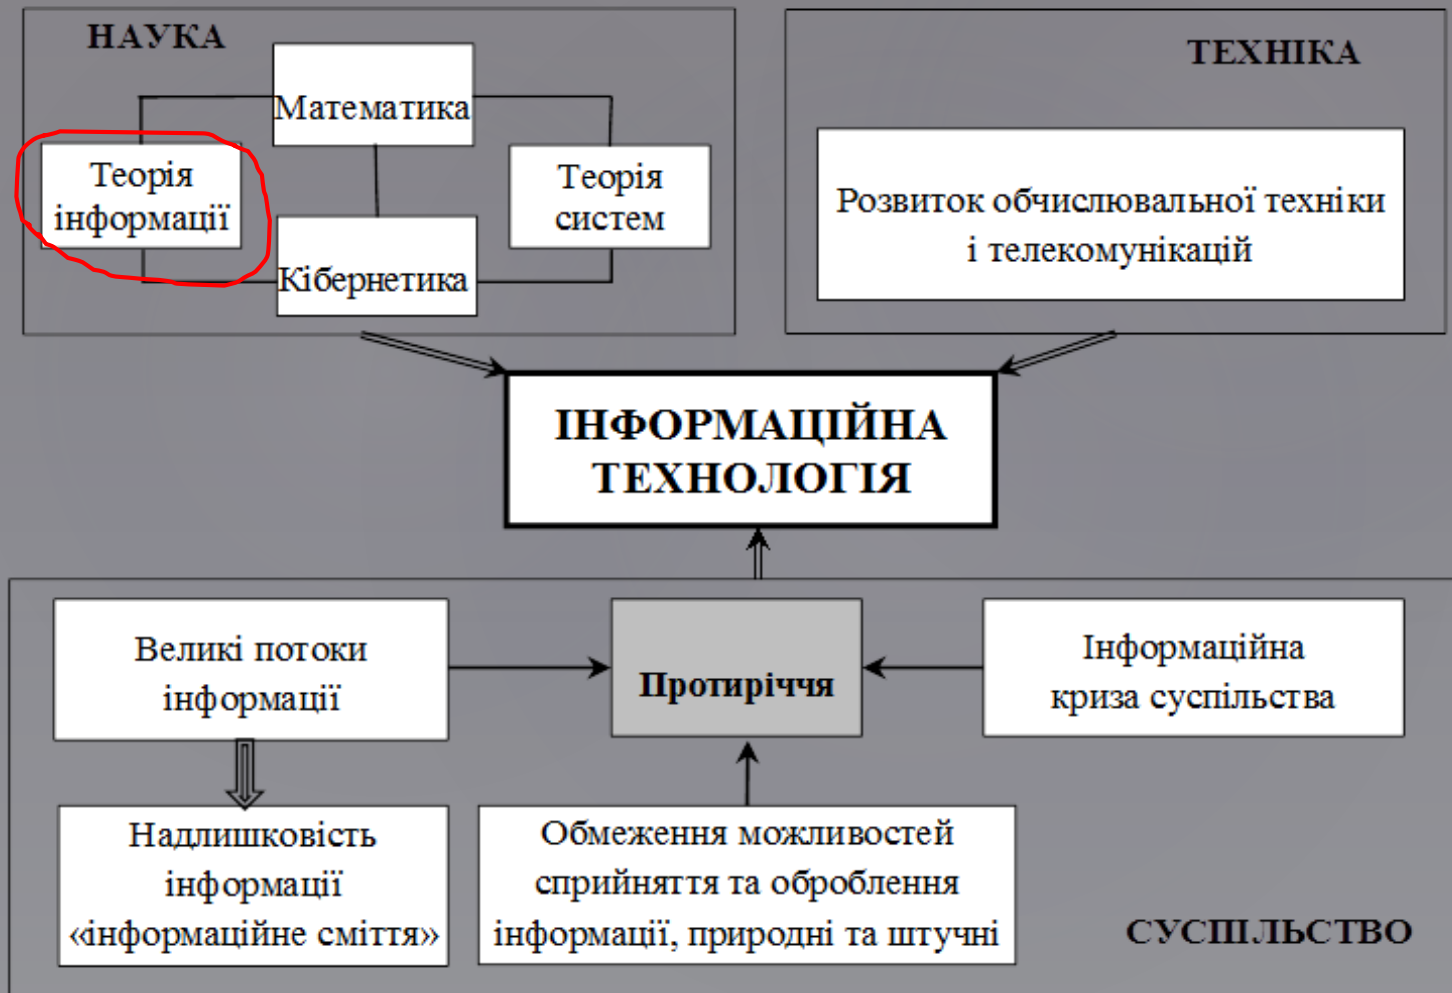 НАУКА
Математика
Теорія
інформації
Теорія
систем
Кібернетика
ТЕХНІКА
Розвиток обчислювальної техніки
і телекомунікацій
ІНФОРМАЦІЙНА
ТЕХНОЛОГІЯ
Великі потоки
інформації
Протиріччя
Інформаційна
криза суспільства
Надлишковість
інформації
«інформаційне сміття»
Обмеження можливостей
сприйняття та оброблення
інформації, природні та штучні
СУСПІЛЬСТВО